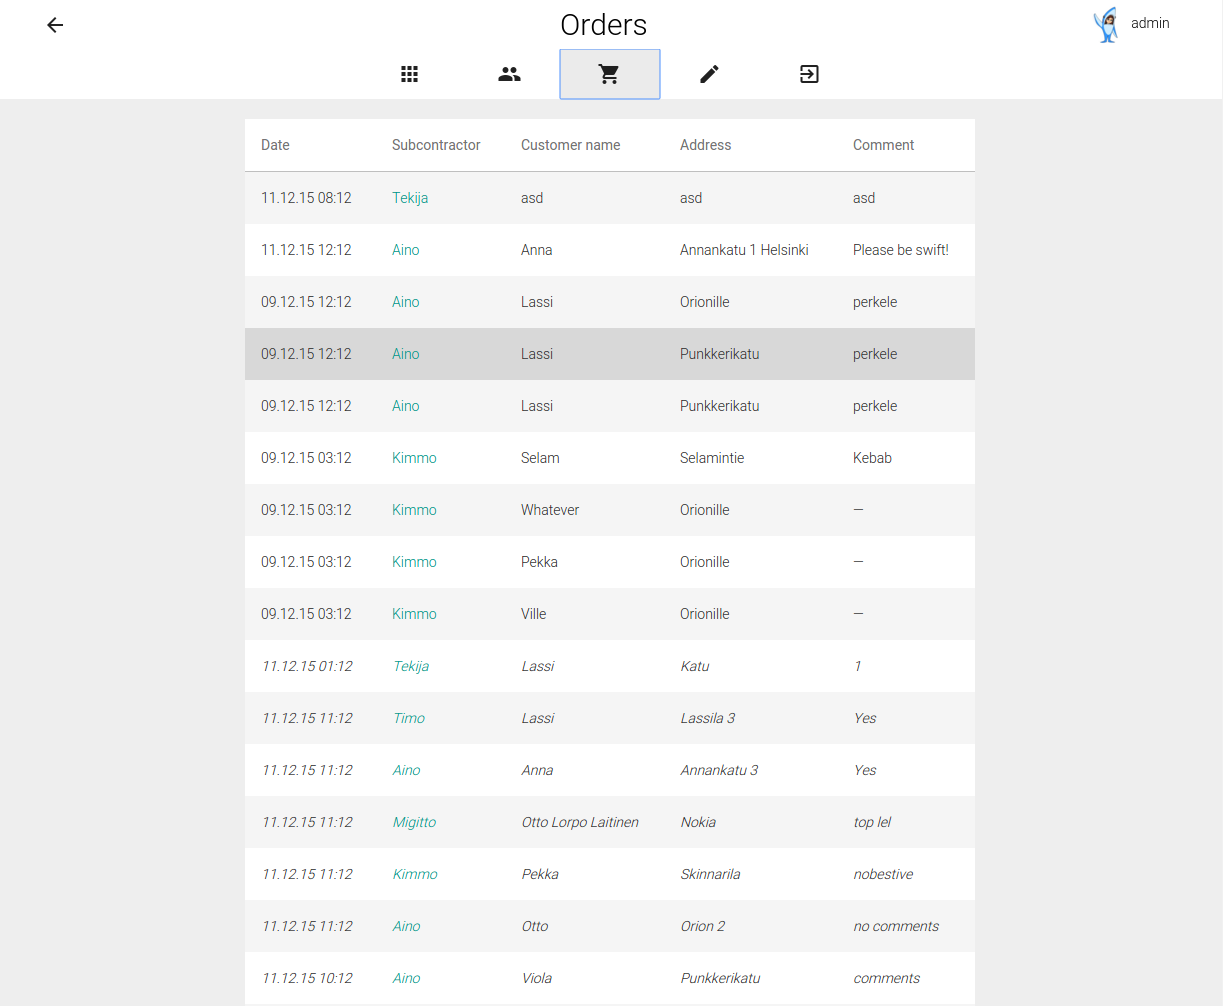 Orders
admin
Date Subcontractor Customer name Address Comment
11.12.15 08:12 Tekija asd asd asd
11.12.15 12:12 Aino Anna Annankatu 1 Helsinki Please be swift!
09.12.15 12:12 Aino Lassi Orionille perkele
09.12.15 12:12 Aino Lassi Punkkerikatu perkele
09.12.15 12:12 Aino Lassi Punkkerikatu perkele
09.12.15 03:12 Kimmo Selam Selamintie Kebab
09.12.15 03:12 Kimmo Whatever Orionille —
09.12.15 03:12 Kimmo Pekka Orionille —
09.12.15 03:12 Kimmo Ville Orionille —
11.12.15 01:12 Tekija Lassi Katu 1
11.12.15 11:12 Timo Lassi Lassila 3 Yes
11.12.15 11:12 Aino Anna Annankatu 3 Yes
11.12.15 11:12 Migitto Otto Lorpo Laitinen Nokia top lel
11.12.15 11:12 Kimmo Pekka Skinnarila nobestive
11.12.15 11:12 Aino Otto Orion 2 no comments
11.12.15 10:12 Aino Viola Punkkerikatu comments